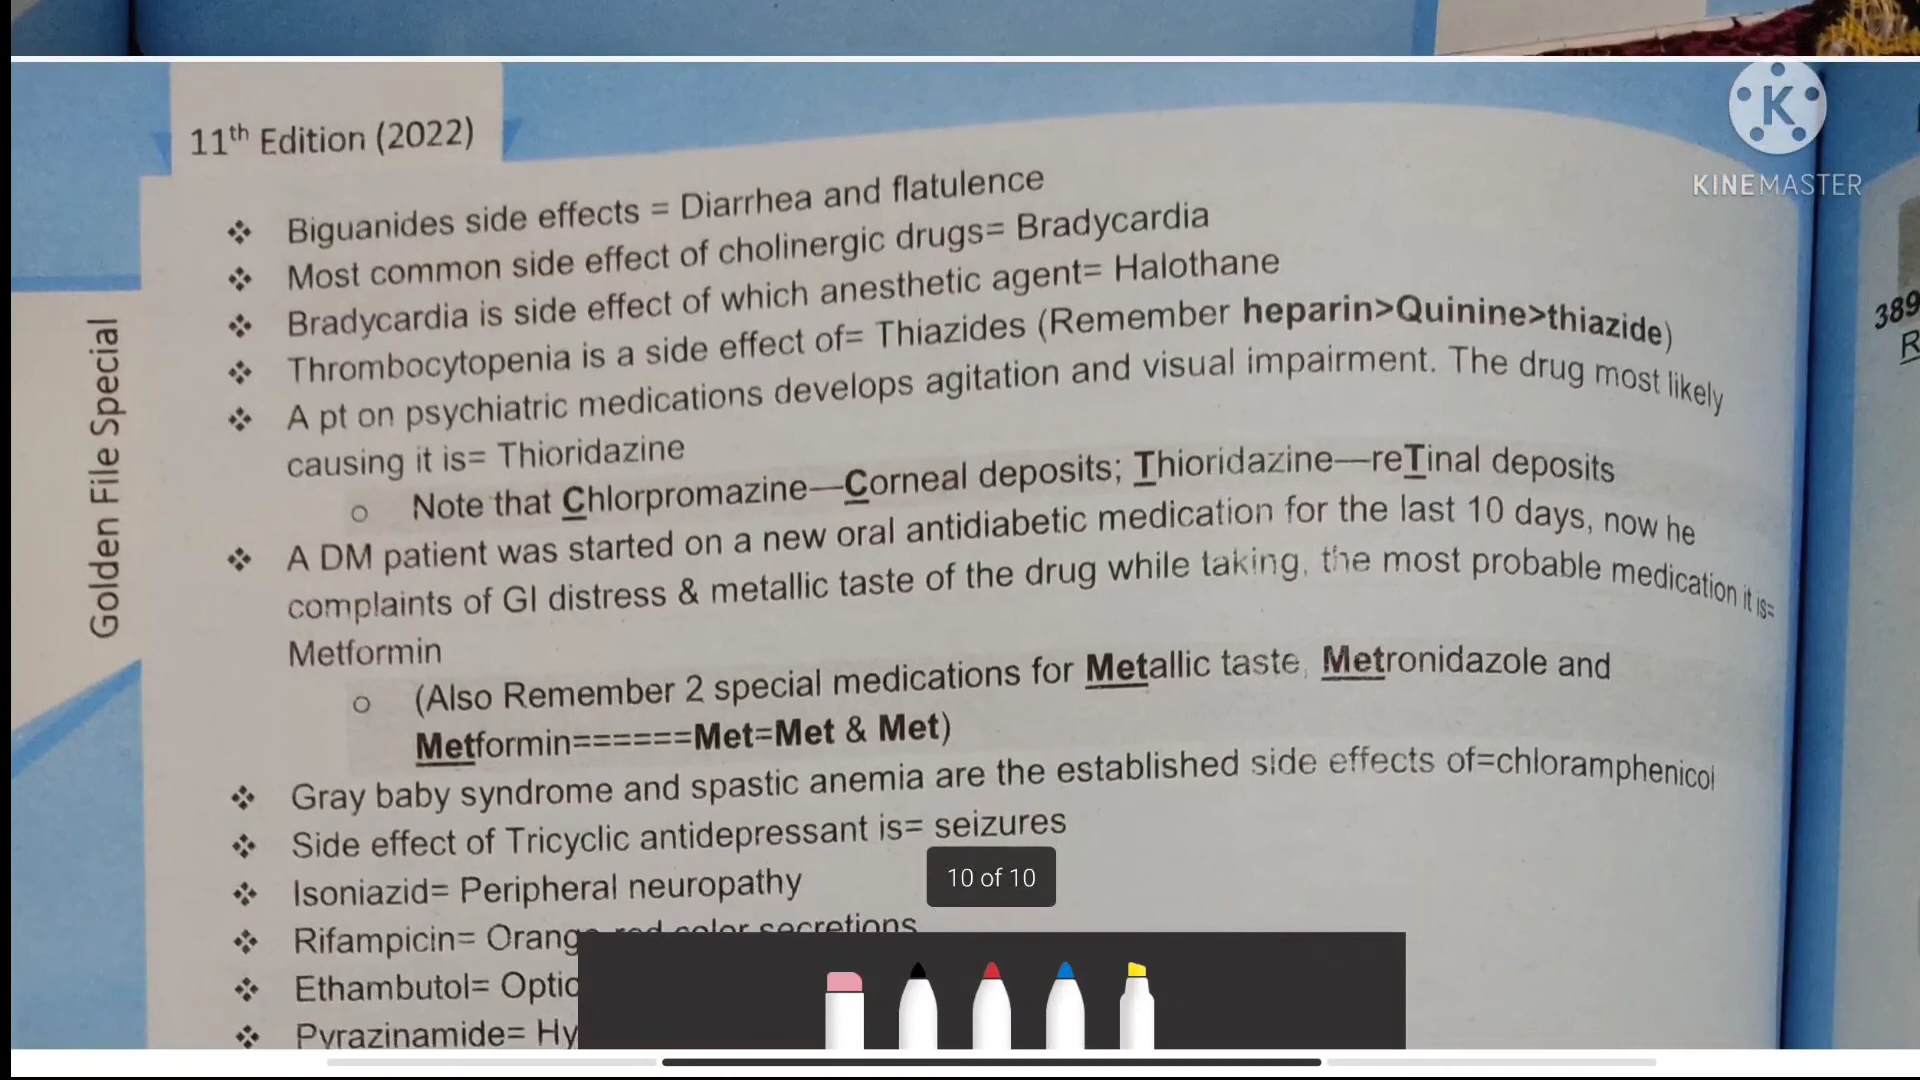 11th Edition (2022)
KINEMASTER
Golden File Special
❖ Biguanides side effects = Diarrhea and flatulence
❖ Most common side effect of cholinergic drugs= Bradycardia
❖ Bradycardia is side effect of which anesthetic agent= Halothane
❖ Thrombocytopenia is a side effect of= Thiazides (Remember heparin>Quinine>thiazide)
❖ A pt on psychiatric medications develops agitation and visual impairment. The drug most likely
causing it is= Thioridazine
o Note that Chlorpromazine—Corneal deposits; Thioridazine—reTinal deposits
❖ A DM patient was started on a new oral antidiabetic medication for the last 10 days, now he
complaints of GI distress & metallic taste of the drug while taking, the most probable medication it is=
Metformin
o (Also Remember 2 special medications for Metallic taste, Metronidazole and
Metformin======Met=Met & Met)
❖ Gray baby syndrome and spastic anemia are the established side effects of=chloramphenicol
❖ Side effect of Tricyclic antidepressant is= seizures
❖ Isoniazid= Peripheral neuropathy
❖ Rifampicin= Orange red color secretions
❖ Ethambutol= Optic
❖ Pyrazinamide= Hy
10 of 10
389
R